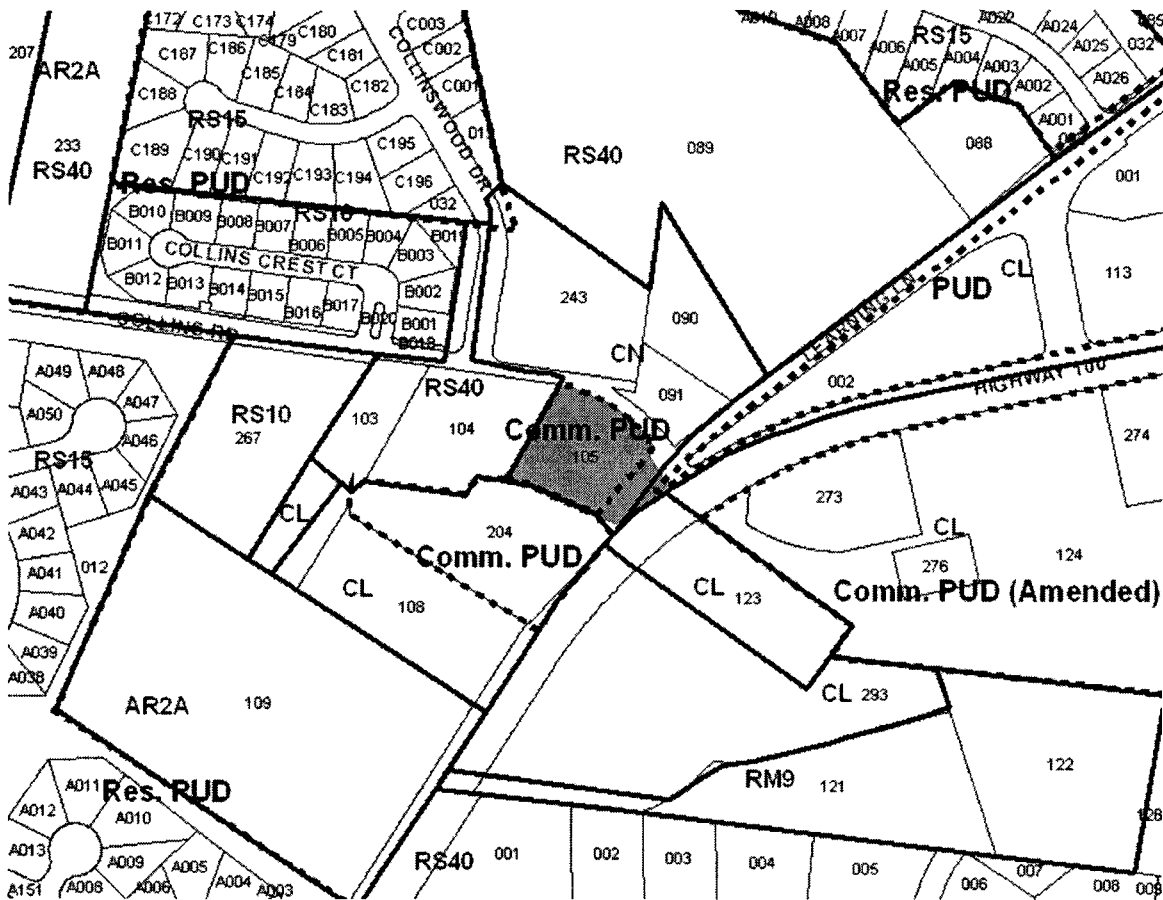 C172 C173 C174
C179
C180
C003
A010 A008
A007
A022
A024
085
207
C187
C186
C181
C002
A006
RS15
A025
032
AR2A
C185
C182
COLLINSWOOD DR
A005
A004
A003
C188
C184
C183
C001
Res. PUD
A002
A026
RS15
01
A001
233
C189
C190
C191
C195
RS40
089
088
RS40
Res. PUD
C192
C193
C194
C196
001
B010
B009
B008
B007
RS10
032
B011
B006
B005
B004
B003
COLLINS CREST CT
CL
113
B012
B013
B014
B015
B016
B017
B020
B002
243
PUD
B001
B018
090
COLLINS RD
CN
002
HIGHWAY 100
A049
A048
RS40
091
A050
A047
RS10
103
104
Comm. PUD
274
A046
267
105
RS15
A043
A044
A045
273
CL
A042
CL
204
276
124
A041
012
Comm. PUD
CL
123
Comm. PUD (Amended)
A040
CL
108
A039
A038
CL
293
AR2A
109
RM9
121
122
A011
Res. PUD
A012
A010
128
A013
A009
A005
RS40
001
002
003
004
005
A151
A008
A006
A004
A003
006
007
008
009